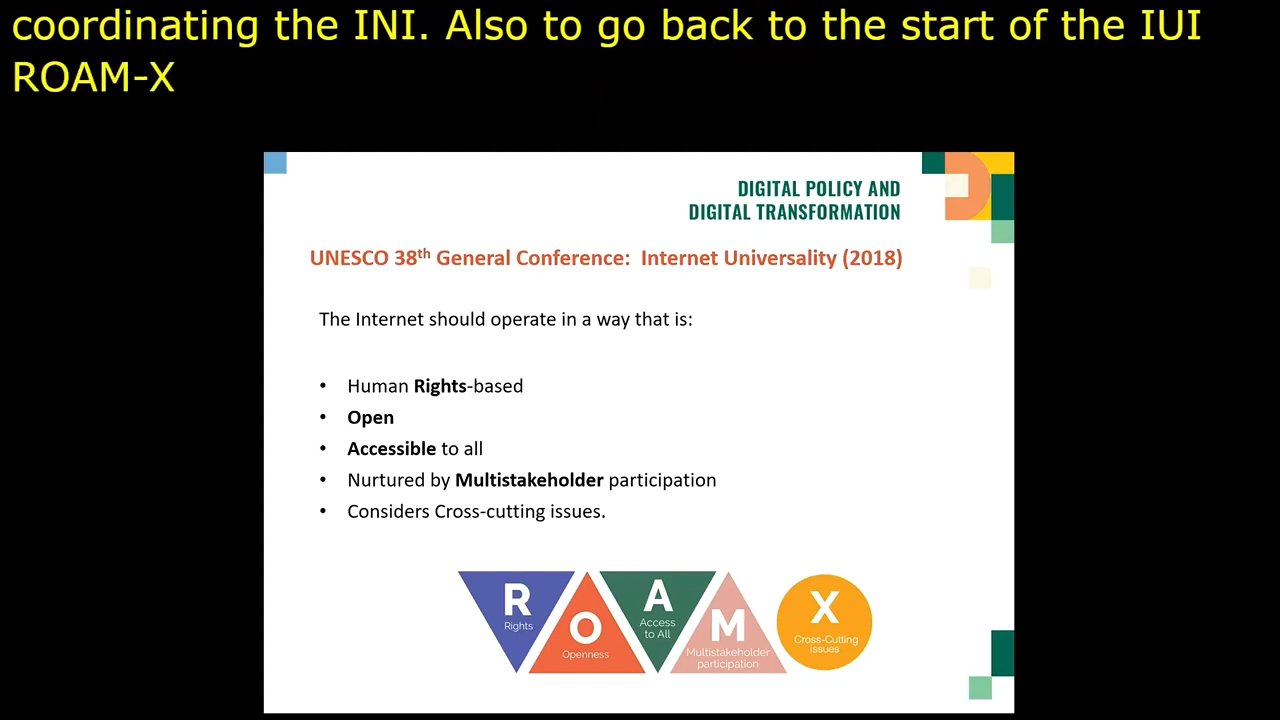 coordinating the INI. Also to go back to the start of the IUI
ROAM-X
DIGITAL POLICY AND
DIGITAL TRANSFORMATION
UNESCO 38th General Conference: Internet Universality (2018)
The Internet should operate in a way that is:
• Human Rights-based
• Open
• Accessible to all
• Nurtured by Multistakeholder participation
• Considers Cross-cutting issues.
R
Rights
O
Openness
A
Access
to All
M
Multistakeholder
participation
X
Cross-Cutting
issues